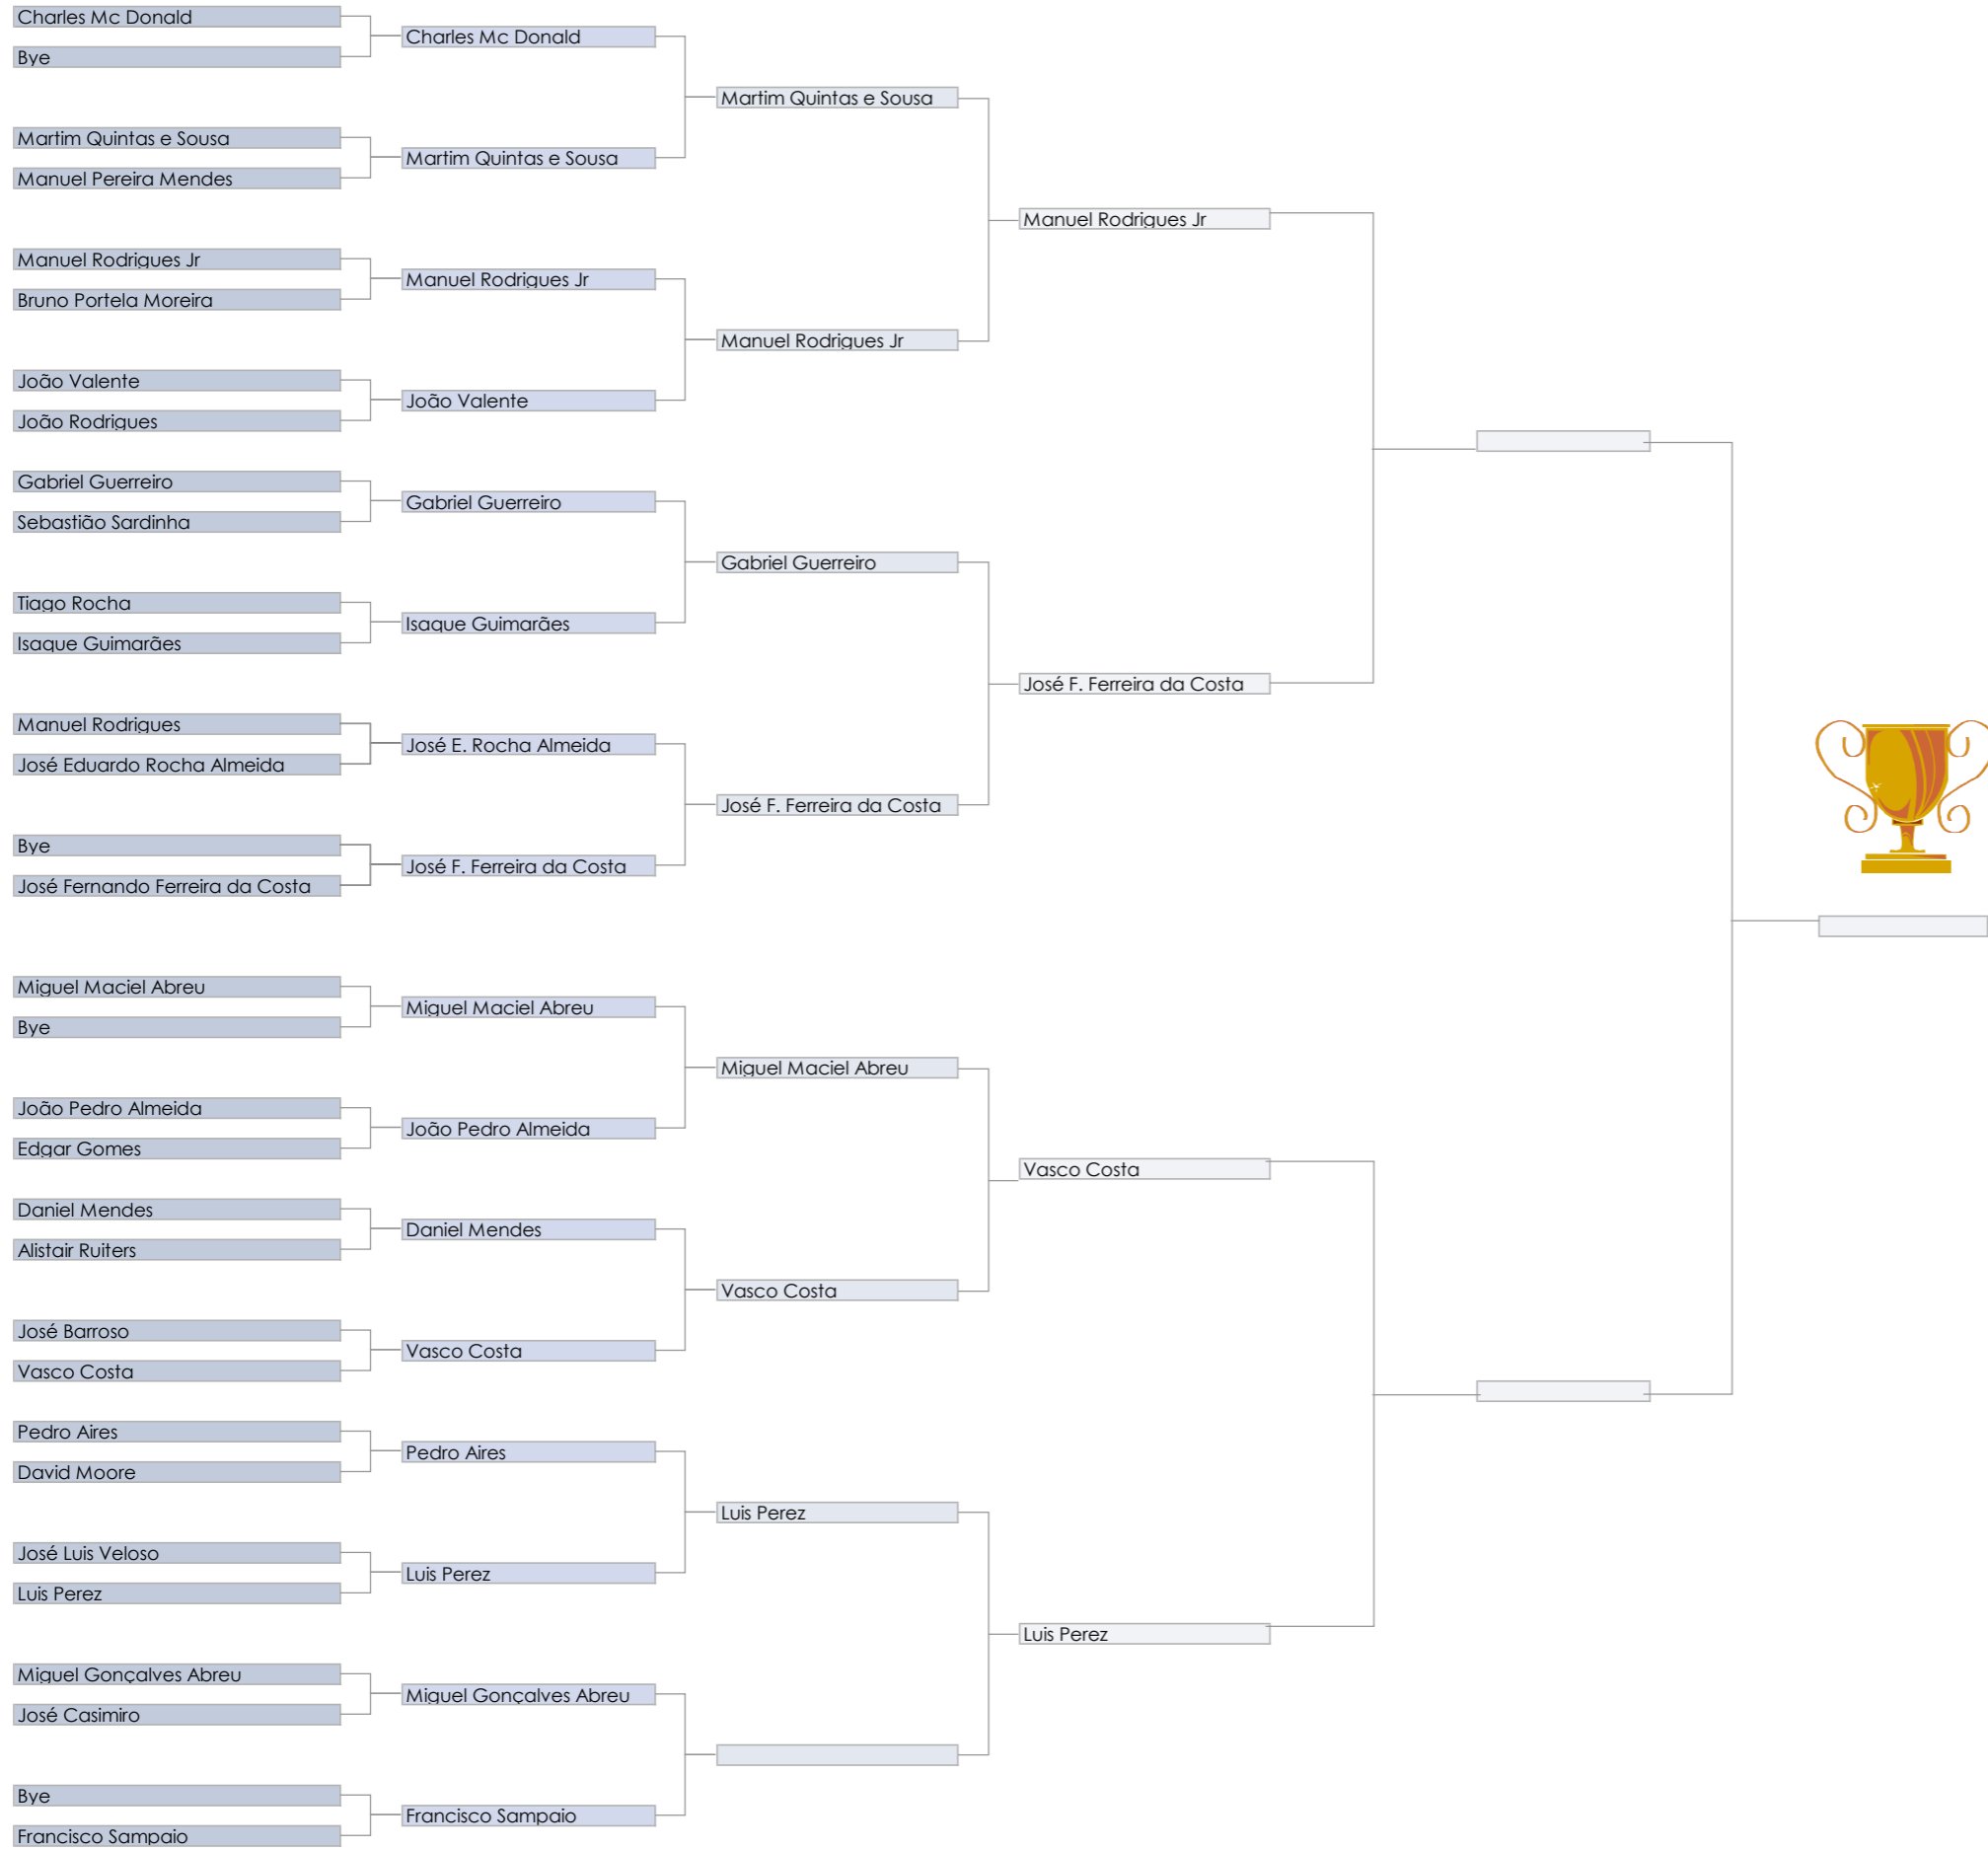 Charles Mc Donald
Bye
Martim Quintas e Sousa
Manuel Pereira Mendes
Manuel Rodrigues Jr
Bruno Portela Moreira
João Valente
João Rodrigues
Gabriel Guerreiro
Sebastião Sardinha
Tiago Rocha
Isaque Guimarães
Manuel Rodrigues
José Eduardo Rocha Almeida
Bye
José Fernando Ferreira da Costa
Miguel Maciel Abreu
Bye
João Pedro Almeida
Edgar Gomes
Daniel Mendes
Alistair Ruiters
José Barroso
Vasco Costa
Pedro Aires
David Moore
José Luis Veloso
Luis Perez
Miguel Gonçalves Abreu
José Casimiro
Bye
Francisco Sampaio
Charles Mc Donald
Martim Quintas e Sousa
Manuel Rodrigues Jr
João Valente
Gabriel Guerreiro
Isaque Guimarães
José E. Rocha Almeida
José F. Ferreira da Costa
Miguel Maciel Abreu
João Pedro Almeida
Daniel Mendes
Vasco Costa
Pedro Aires
Luis Perez
Miguel Gonçalves Abreu
Francisco Sampaio
Martim Quintas e Sousa
Manuel Rodrigues Jr
Gabriel Guerreiro
José F. Ferreira da Costa
Miguel Maciel Abreu
Vasco Costa
Luis Perez
Manuel Rodrigues Jr
José F. Ferreira da Costa
Vasco Costa
Luis Perez